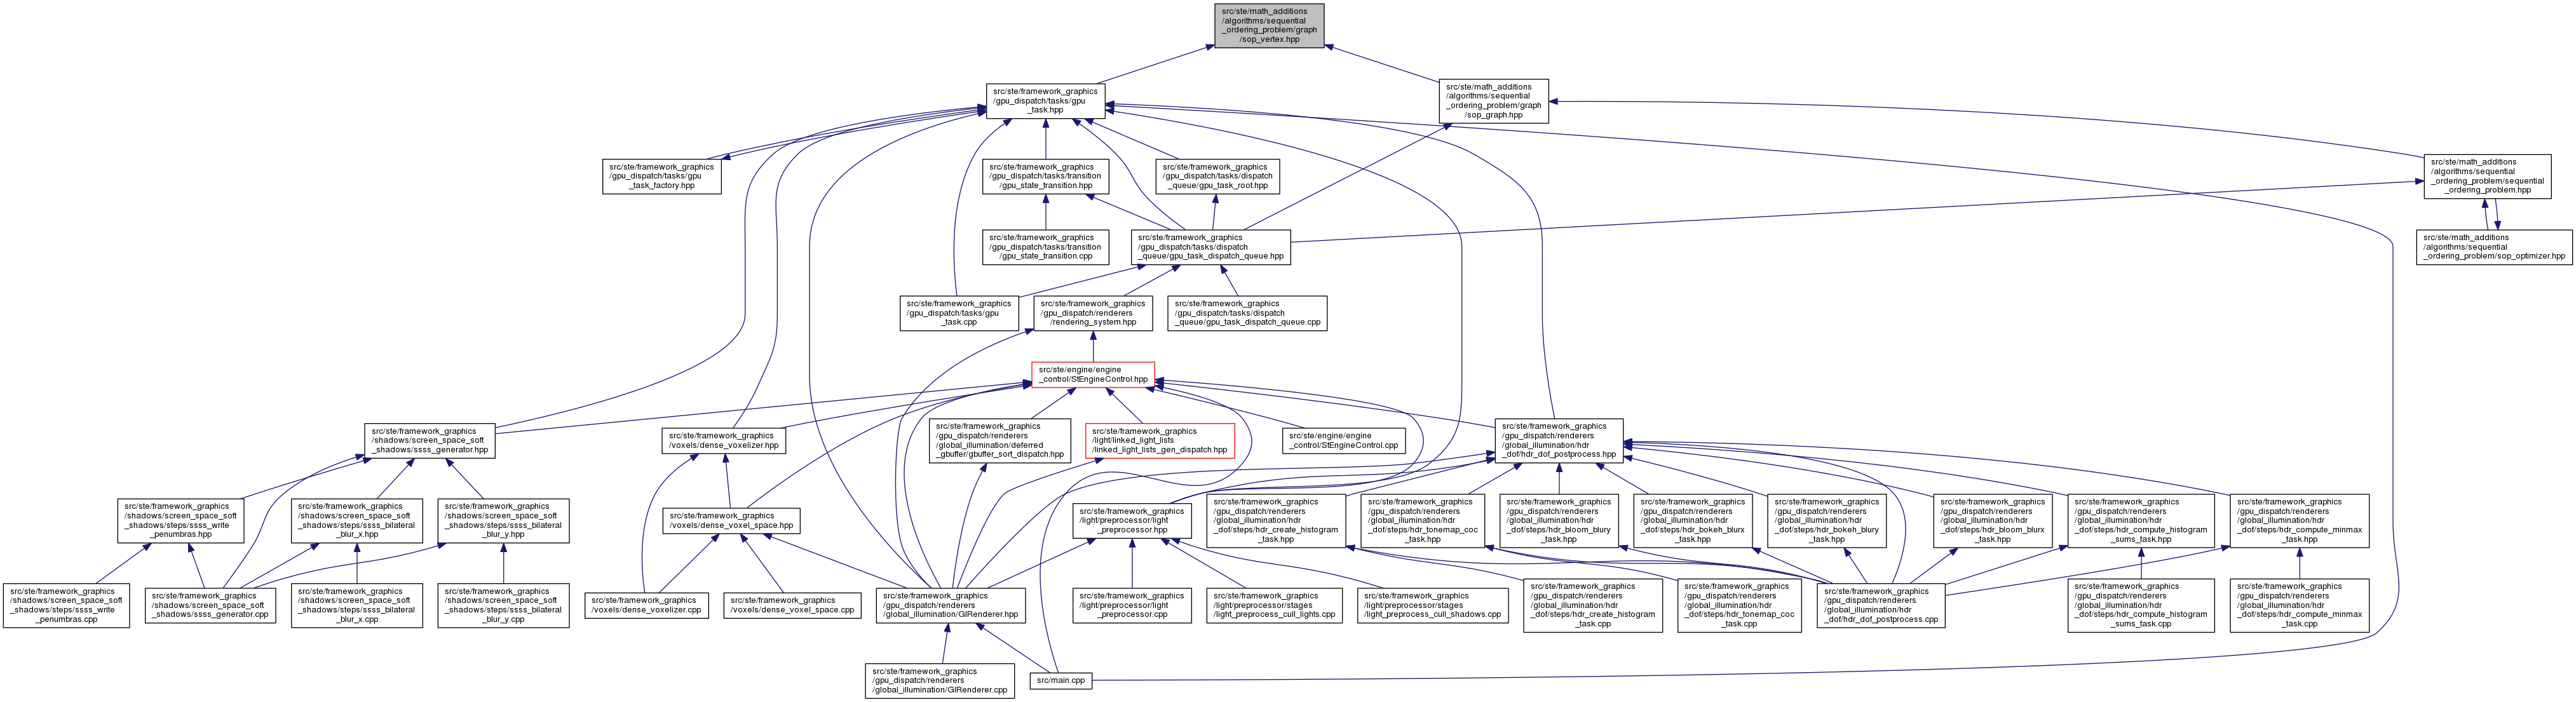 src/ste/math_additions
/algorithms/sequential
_ordering_problem/graph
/sop_vertex.hpp
src/ste/framework_graphics
/gpu_dispatch/tasks/gpu
_task.hpp
src/ste/math_additions
/algorithms/sequential
_ordering_problem/graph
/sop_graph.hpp
src/ste/framework_graphics
/gpu_dispatch/tasks/gpu
_task_factory.hpp
src/ste/framework_graphics
/gpu_dispatch/tasks/transition
/gpu_state_transition.hpp
src/ste/framework_graphics
/gpu_dispatch/tasks/dispatch
_queue/gpu_task_root.hpp
src/ste/math_additions
/algorithms/sequential
_ordering_problem/sequential
_ordering_problem.hpp
src/ste/framework_graphics
/gpu_dispatch/tasks/transition
/gpu_state_transition.cpp
src/ste/framework_graphics
/gpu_dispatch/tasks/dispatch
_queue/gpu_task_dispatch_queue.hpp
src/ste/math_additions
/algorithms/sequential
_ordering_problem/sop_optimizer.hpp
src/ste/framework_graphics
/gpu_dispatch/tasks/gpu
_task.cpp
src/ste/framework_graphics
/gpu_dispatch/renderers
/rendering_system.hpp
src/ste/framework_graphics
/gpu_dispatch/tasks/dispatch
_queue/gpu_task_dispatch_queue.cpp
src/ste/engine/engine
_control/StEngineControl.hpp
src/ste/framework_graphics
/shadows/screen_space_soft
_shadows/ssss_generator.hpp
src/ste/framework_graphics
/voxels/dense_voxelizer.hpp
src/ste/framework_graphics
/gpu_dispatch/renderers
/global_illumination/deferred
_gbuffer/gbuffer_sort_dispatch.hpp
src/ste/framework_graphics
/light/linked_light_lists
/linked_light_lists_gen_dispatch.hpp
src/ste/engine/engine
_control/StEngineControl.cpp
src/ste/framework_graphics
/gpu_dispatch/renderers
/global_illumination/hdr
_dof/hdr_dof_postprocess.hpp
src/ste/framework_graphics
/shadows/screen_space_soft
_shadows/steps/ssss_write
_penumbras.hpp
src/ste/framework_graphics
/shadows/screen_space_soft
_shadows/steps/ssss_bilateral
_blur_x.hpp
src/ste/framework_graphics
/shadows/screen_space_soft
_shadows/steps/ssss_bilateral
_blur_y.hpp
src/ste/framework_graphics
/voxels/dense_voxel_space.hpp
src/ste/framework_graphics
/light/preprocessor/light
_preprocessor.hpp
src/ste/framework_graphics
/gpu_dispatch/renderers
/global_illumination/hdr
_dof/steps/hdr_create_histogram
_task.hpp
src/ste/framework_graphics
/gpu_dispatch/renderers
/global_illumination/hdr
_dof/steps/hdr_tonemap_coc
_task.hpp
src/ste/framework_graphics
/gpu_dispatch/renderers
/global_illumination/hdr
_dof/steps/hdr_bloom_blury
_task.hpp
src/ste/framework_graphics
/gpu_dispatch/renderers
/global_illumination/hdr
_dof/steps/hdr_bokeh_blurx
_task.hpp
src/ste/framework_graphics
/gpu_dispatch/renderers
/global_illumination/hdr
_dof/steps/hdr_bokeh_blury
_task.hpp
src/ste/framework_graphics
/gpu_dispatch/renderers
/global_illumination/hdr
_dof/steps/hdr_bloom_blurx
_task.hpp
src/ste/framework_graphics
/gpu_dispatch/renderers
/global_illumination/hdr
_dof/steps/hdr_compute_histogram
_sums_task.hpp
src/ste/framework_graphics
/gpu_dispatch/renderers
/global_illumination/hdr
_dof/steps/hdr_compute_minmax
_task.hpp
src/ste/framework_graphics
/shadows/screen_space_soft
_shadows/steps/ssss_write
_penumbras.cpp
src/ste/framework_graphics
/shadows/screen_space_soft
_shadows/ssss_generator.cpp
src/ste/framework_graphics
/shadows/screen_space_soft
_shadows/steps/ssss_bilateral
_blur_x.cpp
src/ste/framework_graphics
/shadows/screen_space_soft
_shadows/steps/ssss_bilateral
_blur_y.cpp
src/ste/framework_graphics
/voxels/dense_voxelizer.cpp
src/ste/framework_graphics
/voxels/dense_voxel_space.cpp
src/ste/framework_graphics
/gpu_dispatch/renderers
/global_illumination/GIRenderer.hpp
src/ste/framework_graphics
/light/preprocessor/light
_preprocessor.cpp
src/ste/framework_graphics
/light/preprocessor/stages
/light_preprocess_cull_lights.cpp
src/ste/framework_graphics
/light/preprocessor/stages
/light_preprocess_cull_shadows.cpp
src/ste/framework_graphics
/gpu_dispatch/renderers
/global_illumination/hdr
_dof/steps/hdr_create_histogram
_task.cpp
src/ste/framework_graphics
/gpu_dispatch/renderers
/global_illumination/hdr
_dof/steps/hdr_tonemap_coc
_task.cpp
src/ste/framework_graphics
/gpu_dispatch/renderers
/global_illumination/hdr
_dof/hdr_dof_postprocess.cpp
src/ste/framework_graphics
/gpu_dispatch/renderers
/global_illumination/hdr
_dof/steps/hdr_compute_histogram
_sums_task.cpp
src/ste/framework_graphics
/gpu_dispatch/renderers
/global_illumination/hdr
_dof/steps/hdr_compute_minmax
_task.cpp
src/ste/framework_graphics
/gpu_dispatch/renderers
/global_illumination/GIRenderer.cpp
src/main.cpp